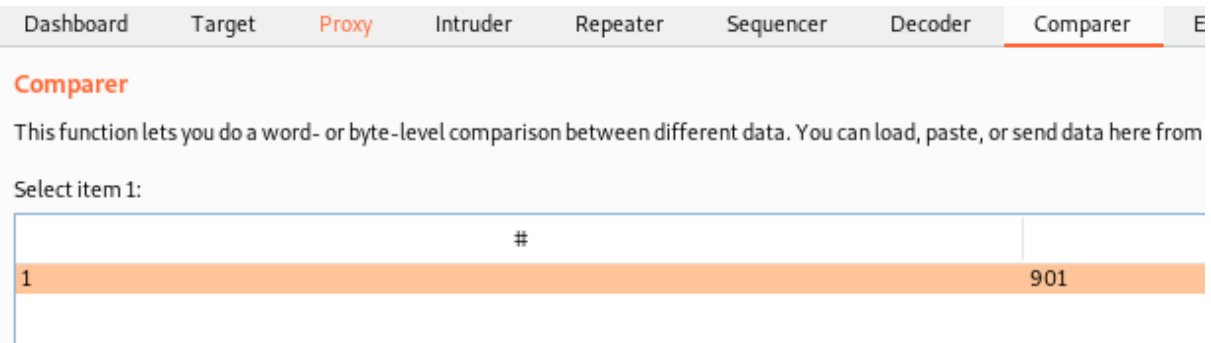 Dashboard Target Proxy Intruder Repeater Sequencer Decoder Comparer E
Comparer
This function lets you do a word- or byte-level comparison between different data. You can load, paste, or send data here from
Select item 1:
#
1 901